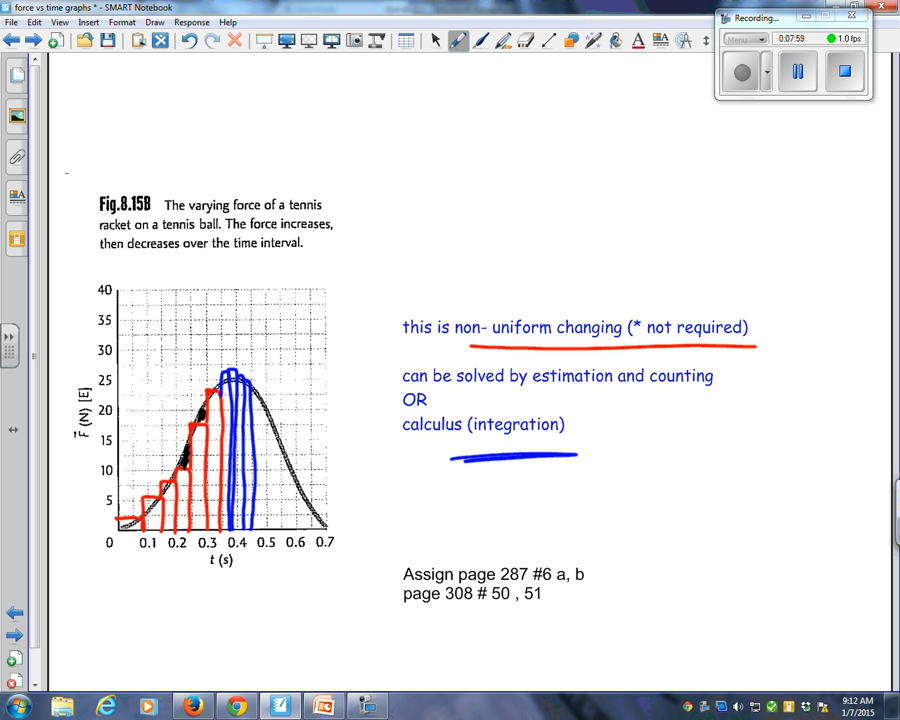 force vs time graphs * - SMART Notebook
File Edit View Insert Format Draw Response Help
Recording...
Menu 0:07:59 1.0 fps
Fig.8.15B The varying force of a tennis
racket on a tennis ball. The force increases,
then decreases over the time interval.
40
35
30
25
20
15
10
5
F (N) [E]
0 0.1 0.2 0.3 0.4 0.5 0.6 0.7
t (s)
this is non- uniform changing (* not required)
can be solved by estimation and counting
OR
calculus (integration)
Assign page 287 #6 a, b
page 308 # 50 , 51
9:12 AM
1/7/2015